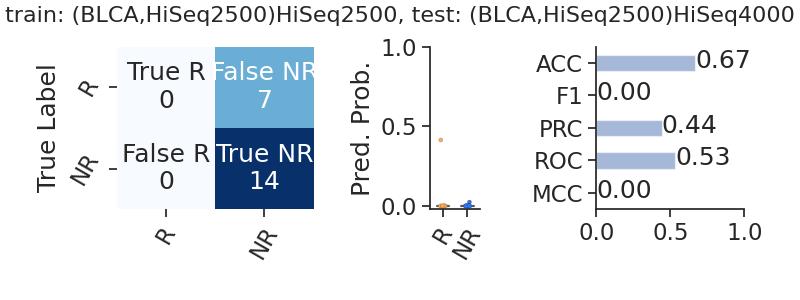 train: (BLCA,HiSeq2500)HiSeq2500, test: (BLCA,HiSeq2500)HiSeq4000
True Label
R
NR
True R
0
False NR
7
False R
0
True NR
14
R
NR
Pred. Prob.
1.0
0.5
0.0
R
NR
ACC
0.67
F1
0.00
PRC
0.44
ROC
0.53
MCC
0.00
0.0
0.5
1.0